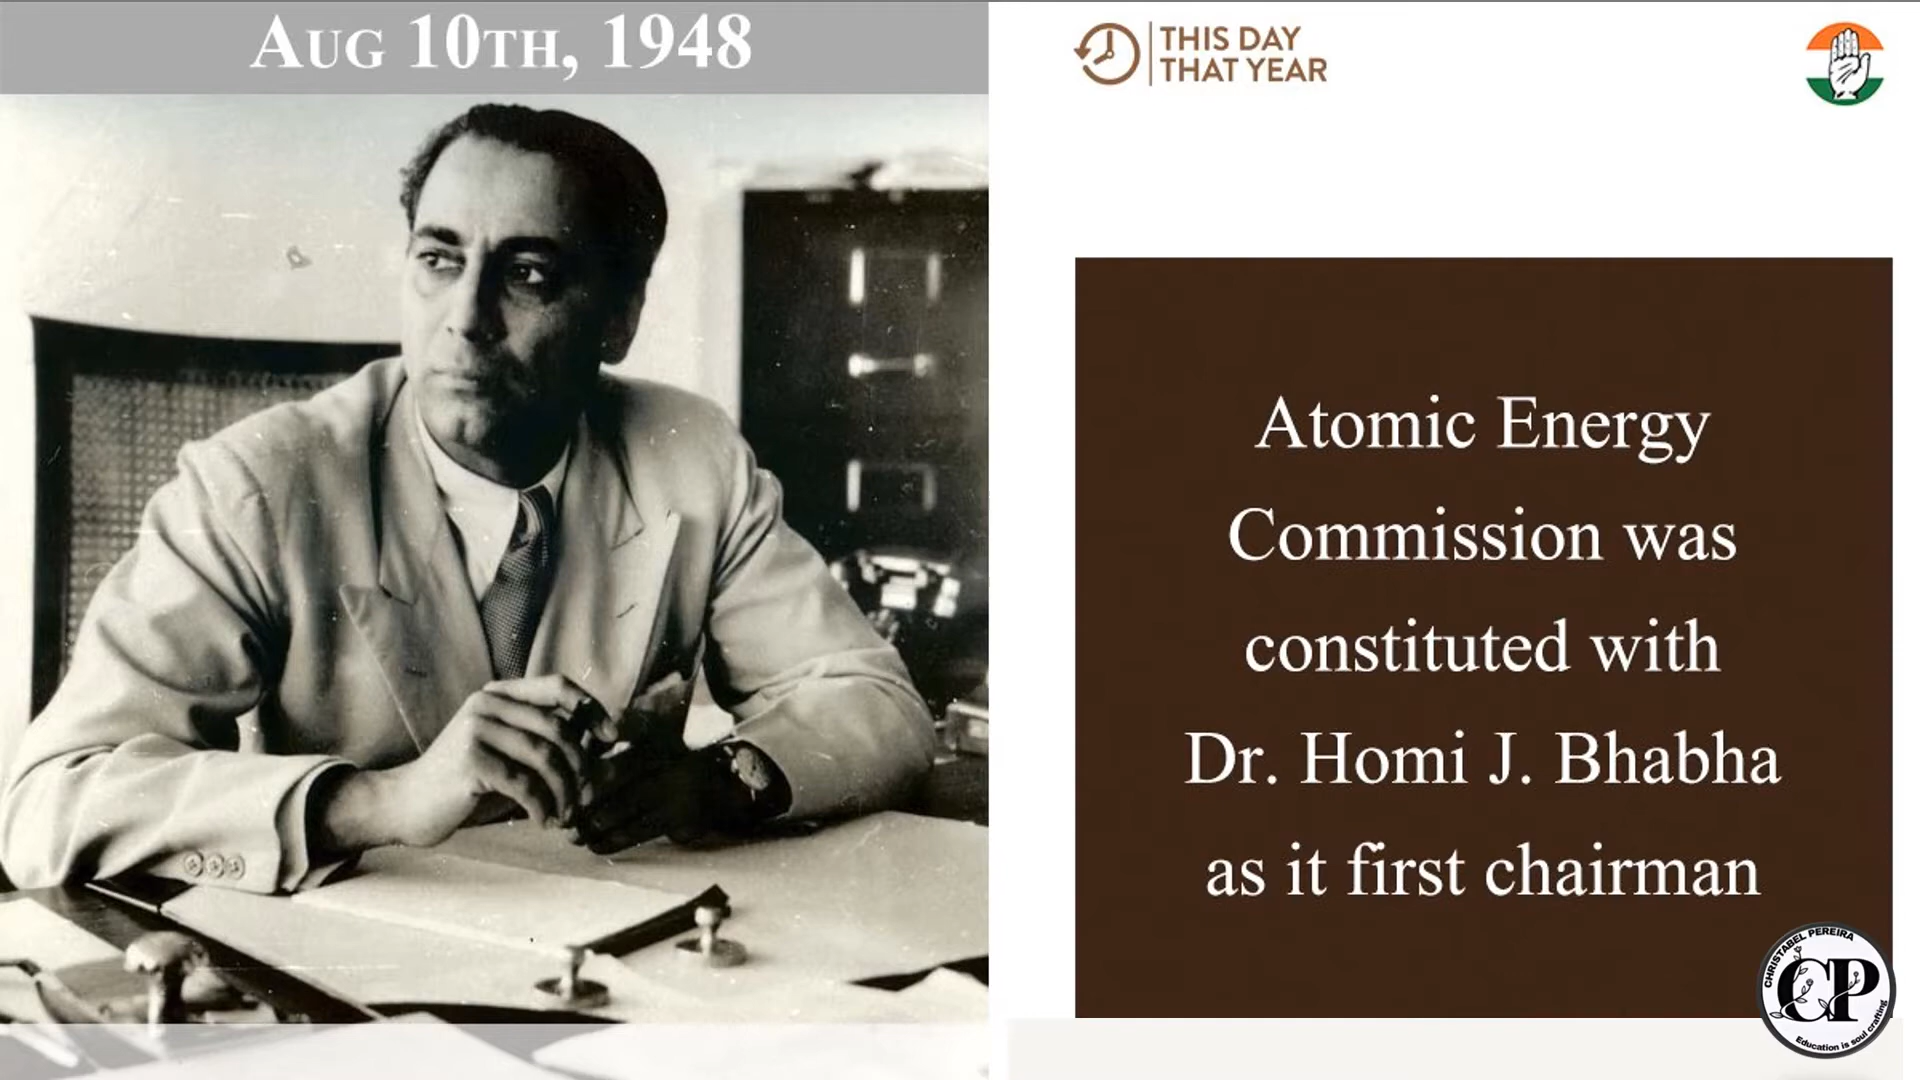 AUG 10TH, 1948
THIS DAY
THAT YEAR
Atomic Energy
Commission was
constituted with
Dr. Homi J. Bhabha
as it first chairman
CHRISTABEL PEREIRA
CP
Education is soul crafting